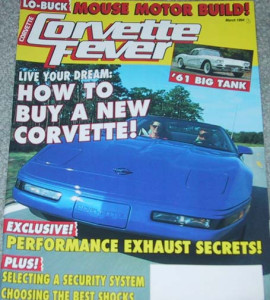 LO-BUCK MOUSE MOTOR BUILD!
CORVETTE
Corvette
Fever
LIVE YOUR DREAM:
HOW TO
BUY A NEW
CORVETTE!
'61 BIG TANK
EXCLUSIVE!
PERFORMANCE EXHAUST SECRETS!
PLUS!
SELECTING A SECURITY SYSTEM
CHOOSING THE BEST SHOCKS